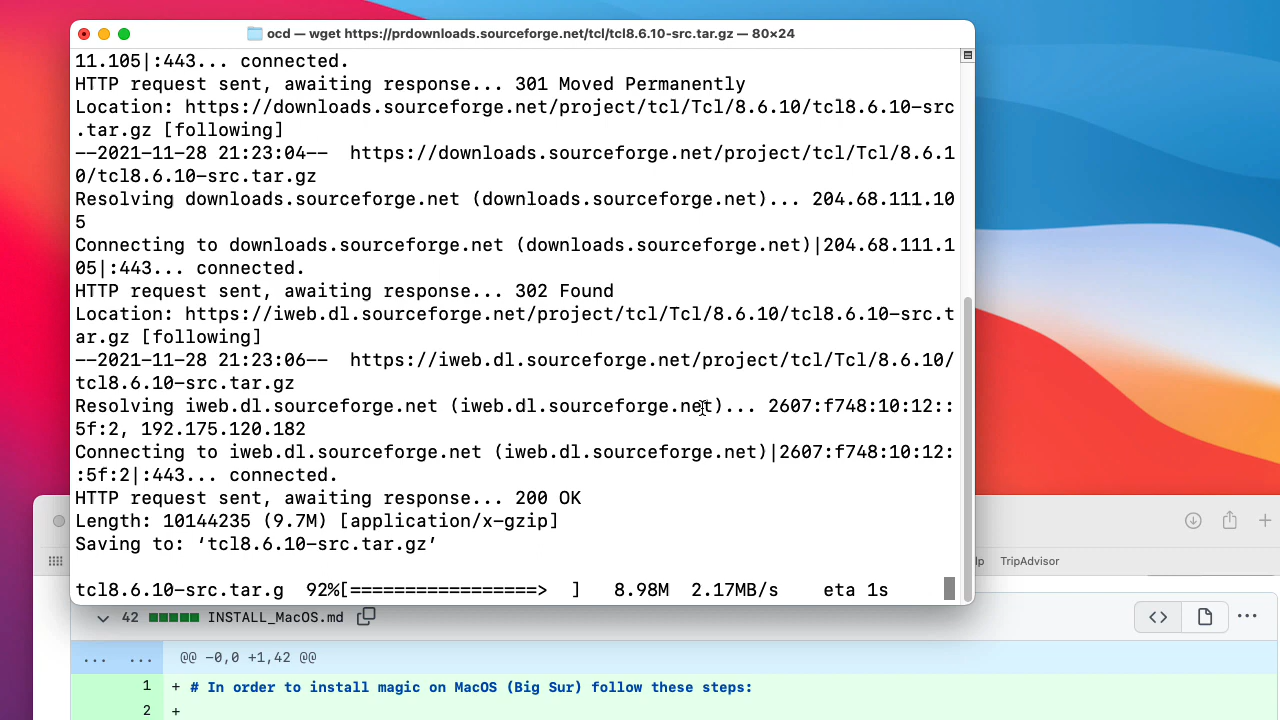 ocd — wget https://prdownloads.sourceforge.net/tcl/tcl8.6.10-src.tar.gz — 80×24
11.105|:443... connected.
HTTP request sent, awaiting response... 301 Moved Permanently
Location: https://downloads.sourceforge.net/project/tcl/Tcl/8.6.10/tcl8.6.10-src
.tar.gz [following]
--2021-11-28 21:23:04--  https://downloads.sourceforge.net/project/tcl/Tcl/8.6.1
0/tcl8.6.10-src.tar.gz
Resolving downloads.sourceforge.net (downloads.sourceforge.net)... 204.68.111.10
5
Connecting to downloads.sourceforge.net (downloads.sourceforge.net)|204.68.111.1
05|:443... connected.
HTTP request sent, awaiting response... 302 Found
Location: https://iweb.dl.sourceforge.net/project/tcl/Tcl/8.6.10/tcl8.6.10-src.t
ar.gz [following]
--2021-11-28 21:23:06--  https://iweb.dl.sourceforge.net/project/tcl/Tcl/8.6.10/
tcl8.6.10-src.tar.gz
Resolving iweb.dl.sourceforge.net (iweb.dl.sourceforge.net)... 2607:f748:10:12::
5f:2, 192.175.120.182
Connecting to iweb.dl.sourceforge.net (iweb.dl.sourceforge.net)|2607:f748:10:12:
:5f:2|:443... connected.
HTTP request sent, awaiting response... 200 OK
Length: 10144235 (9.7M) [application/x-gzip]
Saving to: ‘tcl8.6.10-src.tar.gz’
tcl8.6.10-src.tar.g  92%[=================>  ]   8.98M  2.17MB/s    eta 1s
lp TripAdvisor
42 INSTALL_MacOS.md
... ... @@ -0,0 +1,42 @@
1 + # In order to install magic on MacOS (Big Sur) follow these steps:
2 +